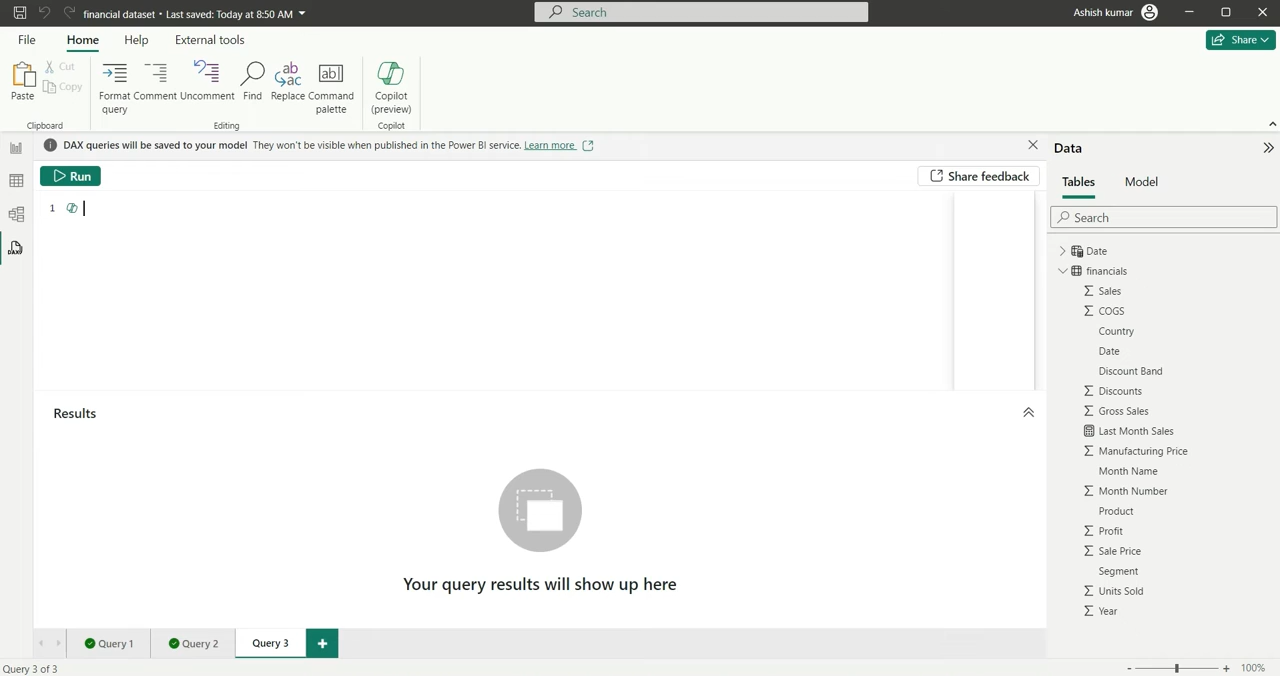 financial dataset • Last saved: Today at 8:50 AM
Search
Ashish kumar
File
Home
Help
External tools
Share
Paste
Cut
Copy
Clipboard
Format query
Comment
Uncomment
Find
Replace
Command palette
Editing
Copilot (preview)
Copilot
DAX queries will be saved to your model They won't be visible when published in the Power BI service. Learn more
Run
Share feedback
1
DAX
Results
Your query results will show up here
Query 1
Query 2
Query 3
Query 3 of 3
Data
Tables
Model
Search
Date
financials
Sales
COGS
Country
Date
Discount Band
Discounts
Gross Sales
Last Month Sales
Manufacturing Price
Month Name
Month Number
Product
Profit
Sale Price
Segment
Units Sold
Year
- + 100%